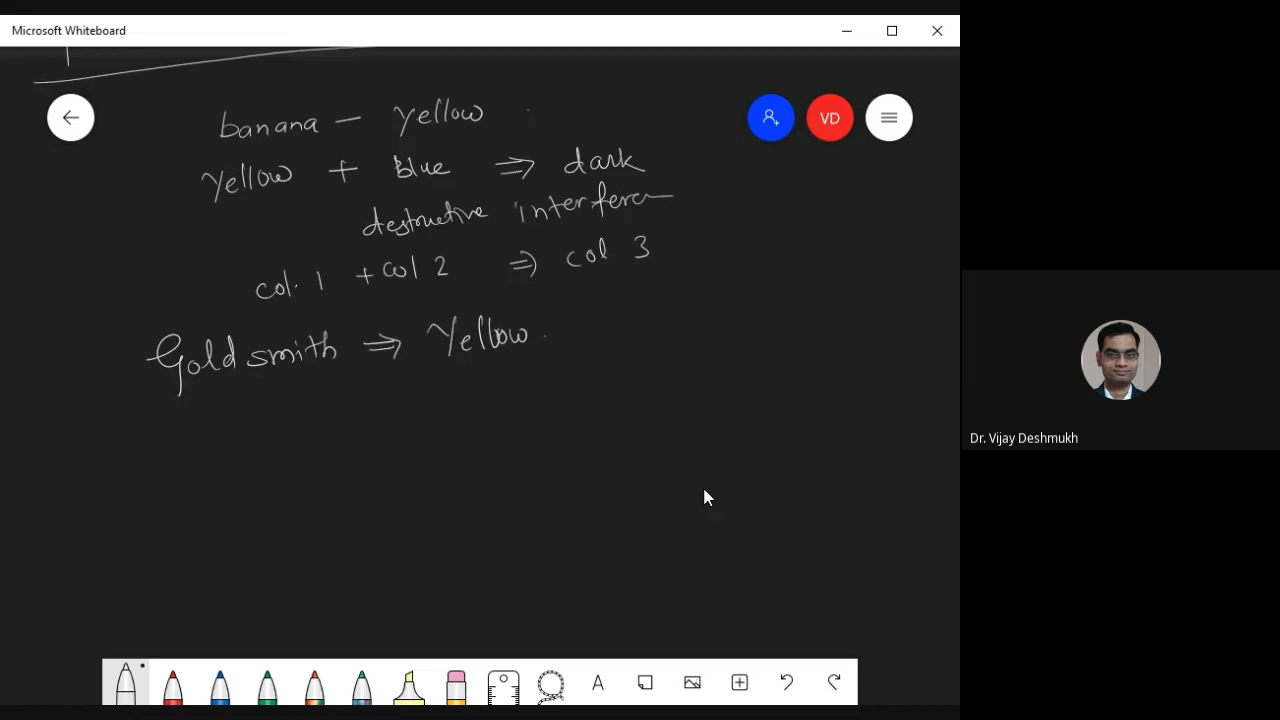 Microsoft Whiteboard
banana — yellow
VD
yellow + blue ⇒ dark
destructive interferen
col. 1 + col 2 ⇒ col 3
Goldsmith ⇒ Yellow.
Dr. Vijay Deshmukh